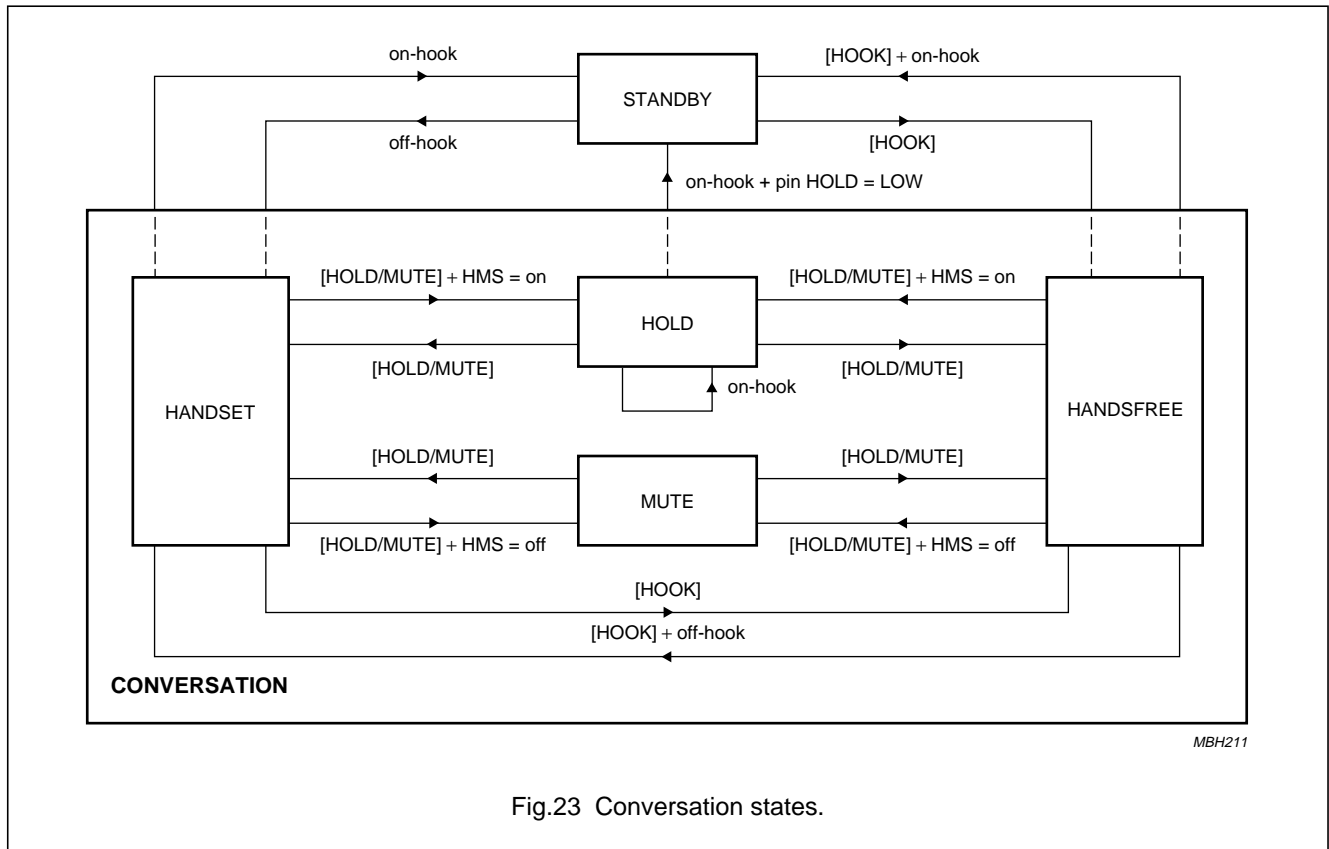 on-hook
[HOOK] + on-hook
STANDBY
off-hook
[HOOK]
on-hook + pin HOLD = LOW
[HOLD/MUTE] + HMS = on
[HOLD/MUTE] + HMS = on
HOLD
[HOLD/MUTE]
[HOLD/MUTE]
on-hook
HANDSET
HANDSFREE
[HOLD/MUTE]
[HOLD/MUTE]
MUTE
[HOLD/MUTE] + HMS = off
[HOLD/MUTE] + HMS = off
[HOOK]
[HOOK] + off-hook
CONVERSATION
MBH211
Fig.23 Conversation states.